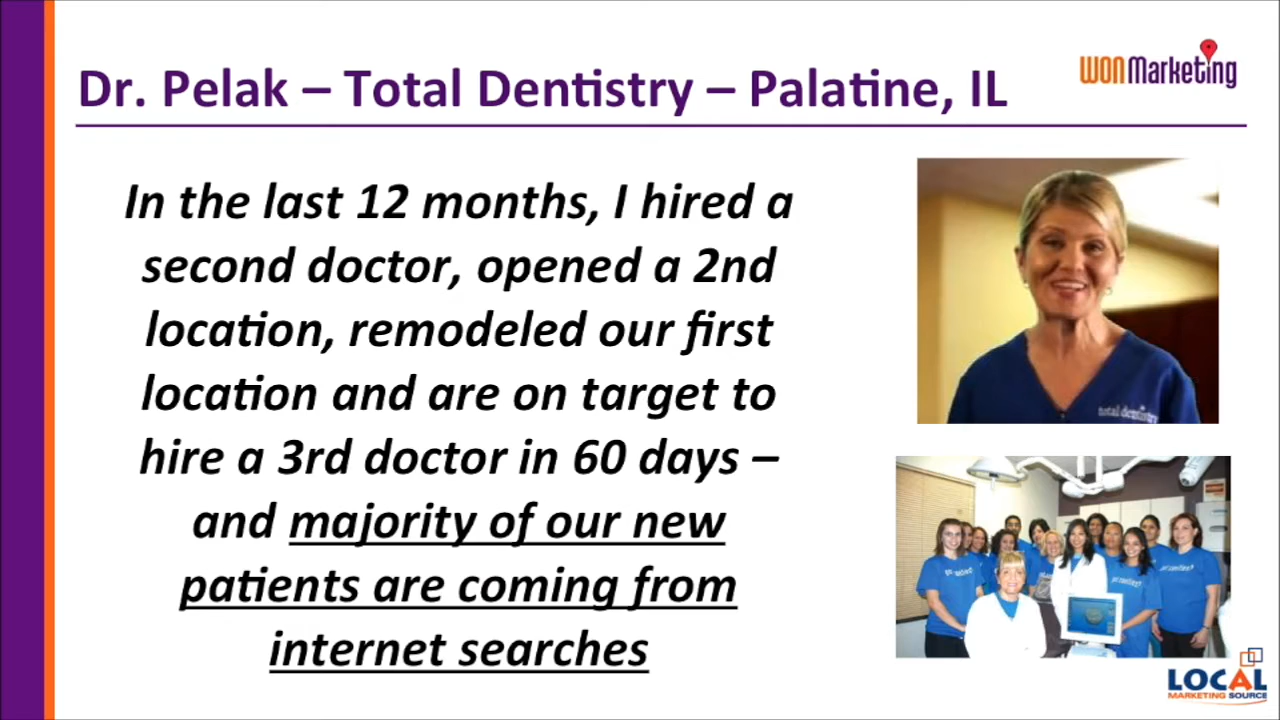 Dr. Pelak – Total Dentistry – Palatine, IL
WON Marketing
In the last 12 months, I hired a
second doctor, opened a 2nd
location, remodeled our first
location and are on target to
hire a 3rd doctor in 60 days –
and majority of our new
patients are coming from
internet searches
total dentistry
LOCAL
MARKETING SOURCE